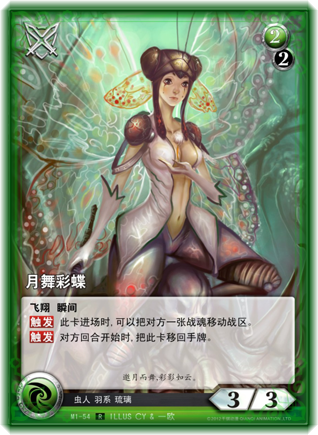 2
2
月舞彩蝶
飞翔 瞬间
触发 此卡进场时,可以把对方一张战魂移动战区。
触发 对方回合开始时,把此卡移回手牌。
邀月而舞,彩彩如云。
虫人 羽系 琉璃
3 / 3
M1-54 R ILLUS CY & 一欧